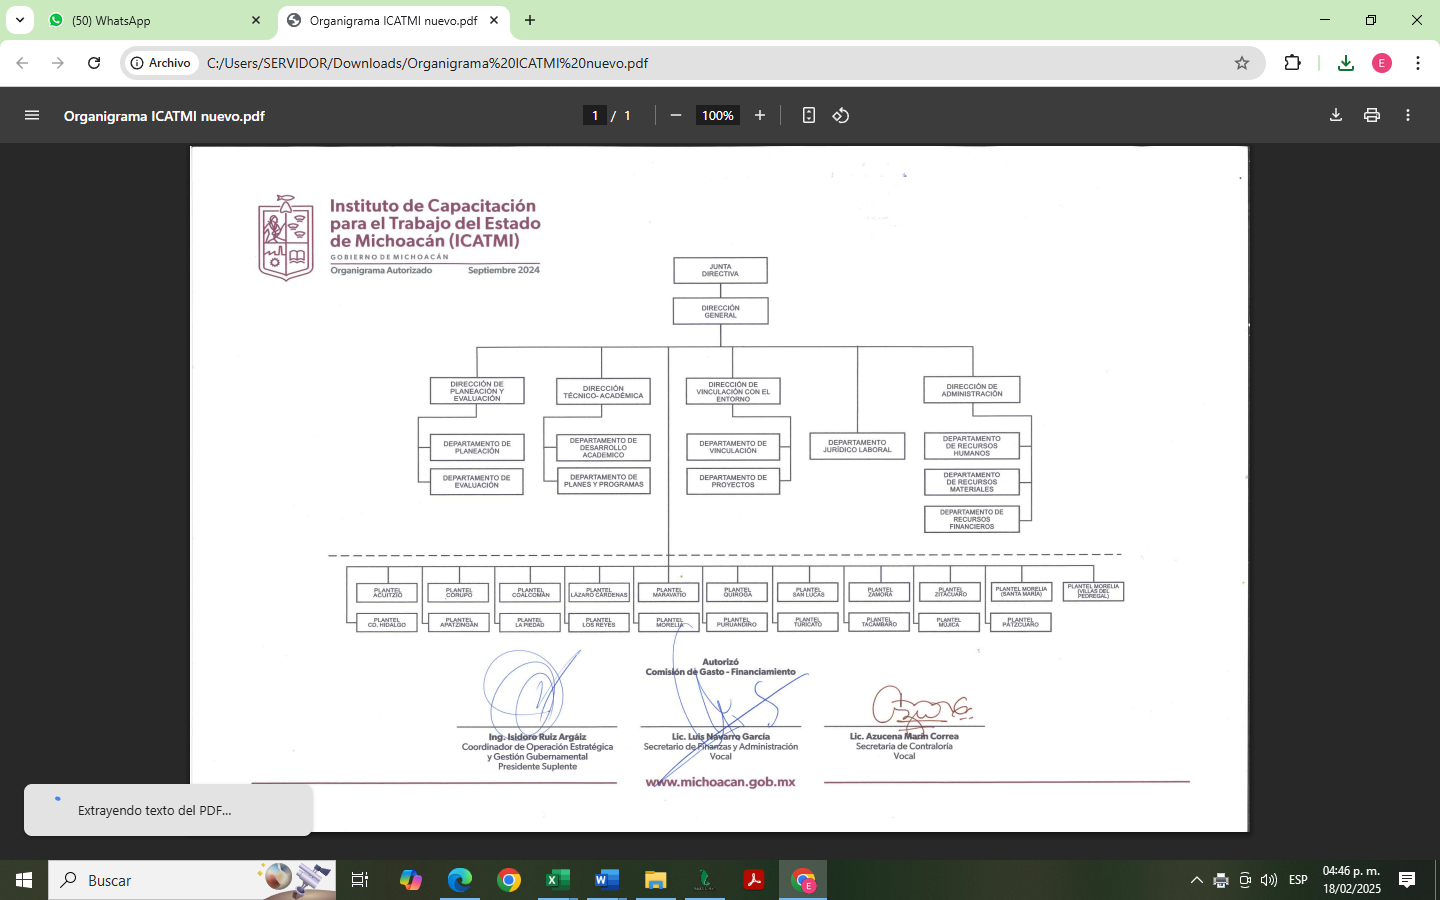 (50) WhatsApp
Organigrama ICATMI nuevo.pdf
Archivo
C:/Users/SERVIDOR/Downloads/Organigrama%20ICATMI%20nuevo.pdf
E
Organigrama ICATMI nuevo.pdf
1 / 1
100%
Instituto de Capacitación
para el Trabajo del Estado
de Michoacán (ICATMI)
GOBIERNO DE MICHOACÁN
Organigrama Autorizado Septiembre 2024
JUNTA
DIRECTIVA
DIRECCIÓN
GENERAL
DIRECCIÓN DE
PLANEACIÓN Y
EVALUACIÓN
DIRECCIÓN
TÉCNICO- ACADÉMICA
DIRECCIÓN DE
VINCULACIÓN CON EL
ENTORNO
DIRECCIÓN DE
ADMINISTRACIÓN
DEPARTAMENTO DE
PLANEACIÓN
DEPARTAMENTO DE
DESARROLLO
ACADEMICO
DEPARTAMENTO DE
VINCULACIÓN
DEPARTAMENTO
JURÍDICO LABORAL
DEPARTAMENTO
DE RECURSOS
HUMANOS
DEPARTAMENTO DE
EVALUACIÓN
DEPARTAMENTO DE
PLANES Y PROGRAMAS
DEPARTAMENTO DE
PROYECTOS
DEPARTAMENTO
DE RECURSOS
MATERIALES
DEPARTAMENTO DE
RECURSOS
FINANCIEROS
PLANTEL
ACUITZIO
PLANTEL
CORUPO
PLANTEL
COALCOMÁN
PLANTEL
LÁZARO CÁRDENAS
PLANTEL
MARAVATIO
PLANTEL
QUIROGA
PLANTEL
SAN LUCAS
PLANTEL
ZAMORA
PLANTEL
ZITACUARO
PLANTEL MORELIA
(SANTA MARÍA)
PLANTEL MORELIA
(VILLAS DEL
PEDREGAL)
PLANTEL
CD. HIDALGO
PLANTEL
APATZINGÁN
PLANTEL
LA PIEDAD
PLANTEL
LOS REYES
PLANTEL
MORELIA
PLANTEL
PURUANDIRO
PLANTEL
TURICATO
PLANTEL
TACAMBARO
PLANTEL
MÚJICA
PLANTEL
PÁTZCUARO
Autorizó
Comisión de Gasto - Financiamiento
Ing. Isidoro Ruiz Argáiz
Coordinador de Operación Estratégica
y Gestión Gubernamental
Presidente Suplente
Lic. Luis Navarro García
Secretario de Finanzas y Administración
Vocal
Lic. Azucena Marín Correa
Secretaria de Contraloría
Vocal
www.michoacan.gob.mx
Extrayendo texto del PDF...
Buscar
ESP
04:46 p. m.
18/02/2025